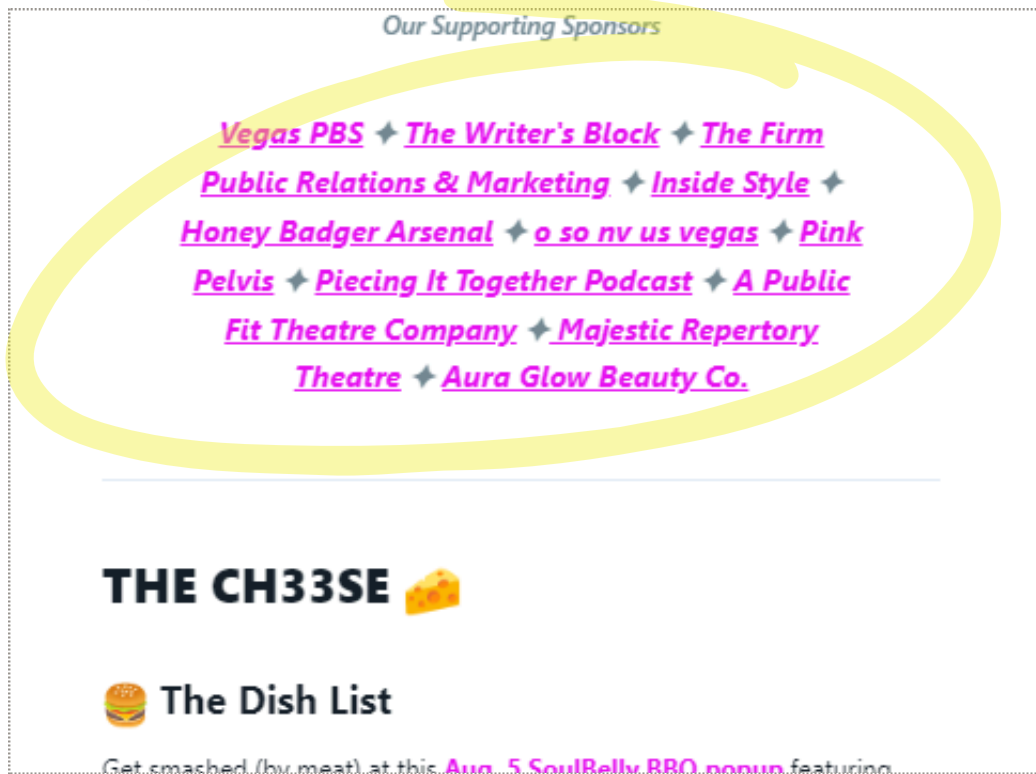 Our Supporting Sponsors
Vegas PBS ✦ The Writer's Block ✦ The Firm
Public Relations & Marketing ✦ Inside Style ✦
Honey Badger Arsenal ✦ o so nv us vegas ✦ Pink
Pelvis ✦ Piecing It Together Podcast ✦ A Public
Fit Theatre Company ✦ Majestic Repertory
Theatre ✦ Aura Glow Beauty Co.
THE CH33SE 🧀
🍔 The Dish List
Get smashed (by meat) at this Aug. 5 SoulBelly BBQ popup featuring